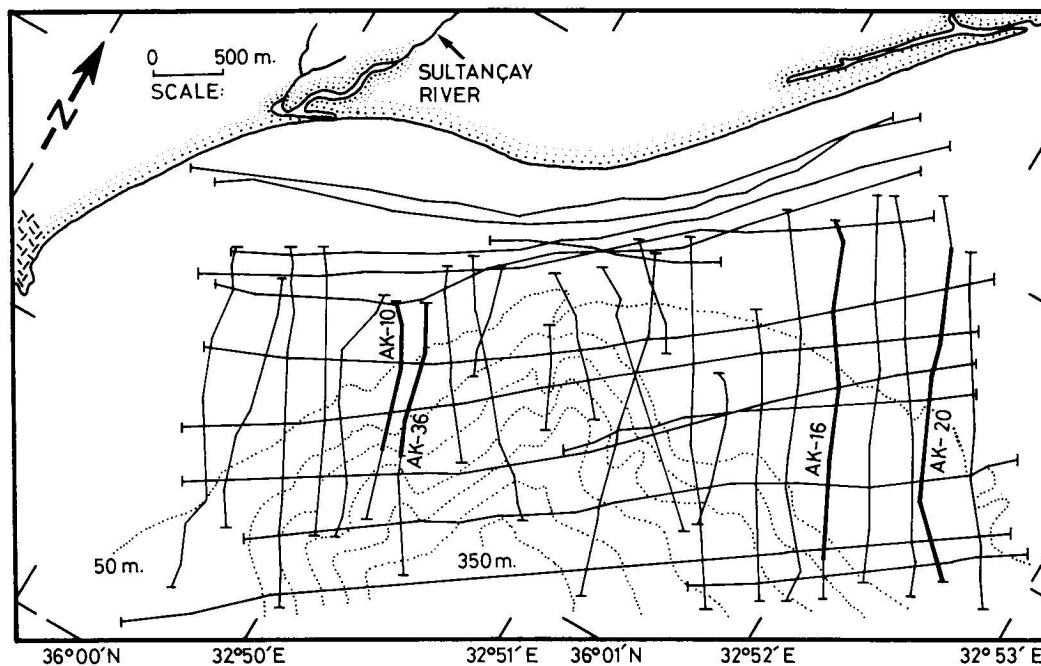 0 500 m.
SCALE
N
SULTANÇAY
RIVER
AK-10
AK-36
AK-16
AK-20
50 m.
350 m.
36°00'N 32°50'E 32°51'E 36°01'N 32°52'E 32°53'E